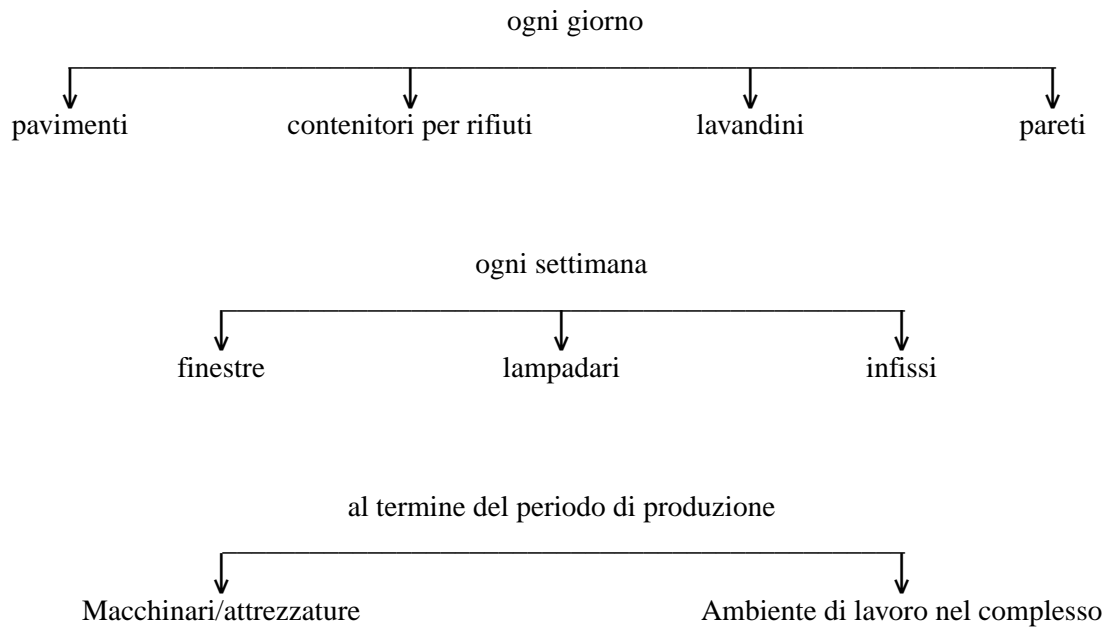 ogni giorno
pavimenti contenitori per rifiuti lavandini pareti
ogni settimana
finestre lampadari infissi
al termine del periodo di produzione
Macchinari/attrezzature Ambiente di lavoro nel complesso